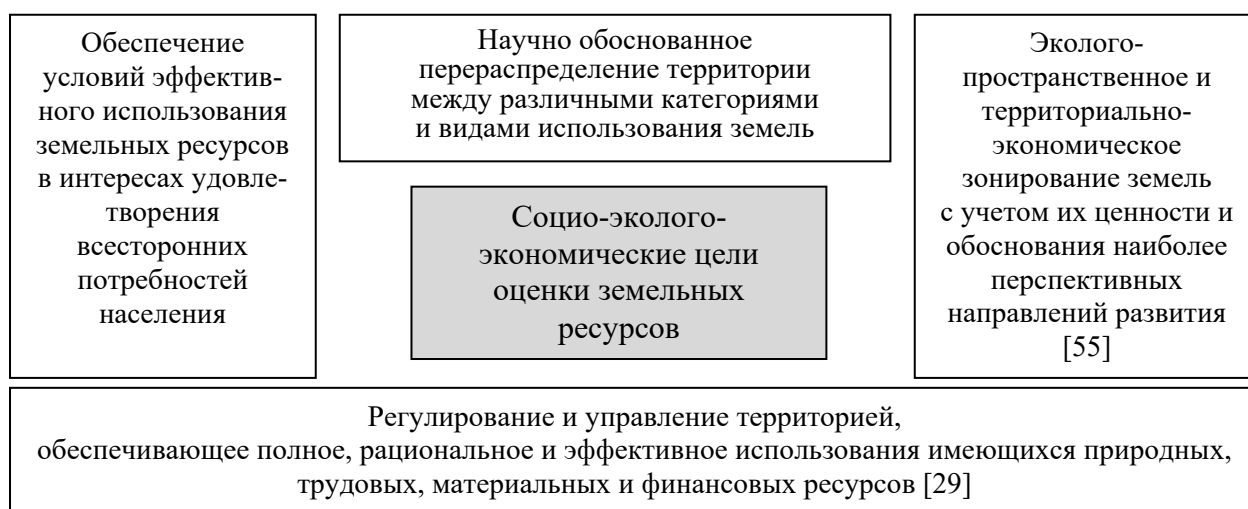 Обеспечение
условий эффектив-
ного использования
земельных ресурсов
в интересах удовле-
творения
всесторонних
потребностей
населения
Научно обоснованное
перераспределение территории
между различными категориями
и видами использования земель
Эколого-
пространственное и
территориально-
экономическое
зонирование земель
с учетом их ценности и
обоснования наиболее
перспективных
направлений развития
[55]
Социо-эколого-
экономические цели
оценки земельных
ресурсов
Регулирование и управление территорией,
обеспечивающее полное, рациональное и эффективное использования имеющихся природных,
трудовых, материальных и финансовых ресурсов [29]